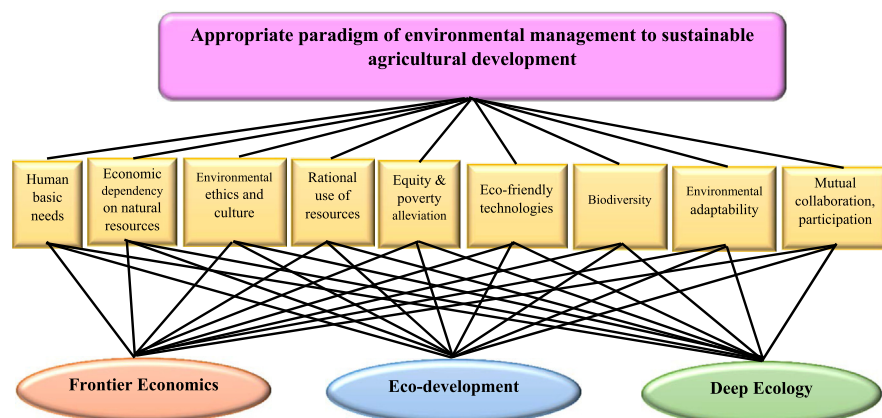 Appropriate paradigm of environmental management to sustainable
agricultural development
Human
basic
needs
Economic
dependency
on natural
resources
Environmental
ethics and
culture
Rational
use of
resources
Equity &
poverty
alleviation
Eco-friendly
technologies
Biodiversity
Environmental
adaptability
Mutual
collaboration,
participation
Frontier Economics
Eco-development
Deep Ecology